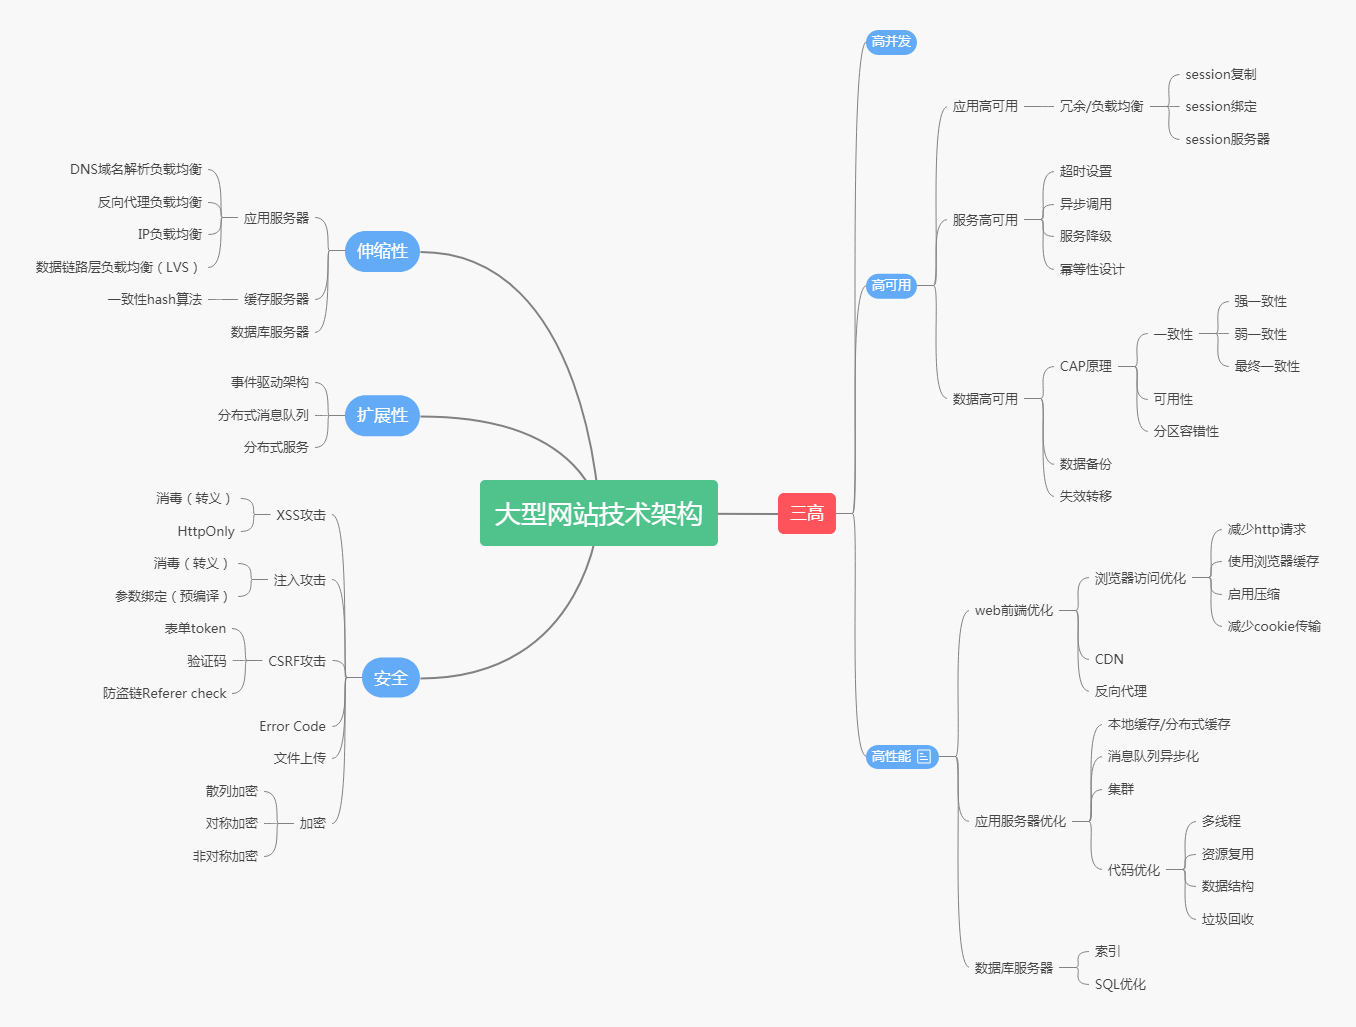 大型网站技术架构
三高
高并发
高可用
应用高可用
冗余/负载均衡
session复制
session绑定
session服务器
服务高可用
超时设置
异步调用
服务降级
幂等性设计
数据高可用
CAP原理
一致性
强一致性
弱一致性
最终一致性
可用性
分区容错性
数据备份
失效转移
高性能
web前端优化
浏览器访问优化
减少http请求
使用浏览器缓存
启用压缩
减少cookie传输
CDN
反向代理
应用服务器优化
本地缓存/分布式缓存
消息队列异步化
集群
代码优化
多线程
资源复用
数据结构
垃圾回收
数据库服务器
索引
SQL优化
伸缩性
应用服务器
DNS域名解析负载均衡
反向代理负载均衡
IP负载均衡
数据链路层负载均衡（LVS）
缓存服务器
一致性hash算法
数据库服务器
扩展性
事件驱动架构
分布式消息队列
分布式服务
安全
XSS攻击
消毒（转义）
HttpOnly
注入攻击
消毒（转义）
参数绑定（预编译）
CSRF攻击
表单token
验证码
防盗链Referer check
Error Code
文件上传
加密
散列加密
对称加密
非对称加密